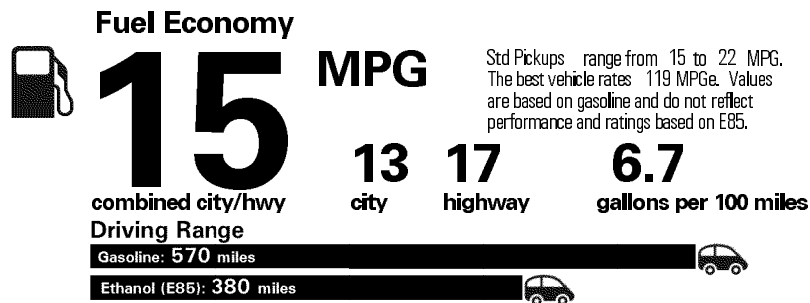 Fuel Economy
15 MPG
Std Pickups range from 15 to 22 MPG.
The best vehicle rates 119 MPGe. Values
are based on gasoline and do not reflect
performance and ratings based on E85.
13 17 6.7
combined city/hwy city highway gallons per 100 miles
Driving Range
Gasoline: 570 miles
Ethanol (E85): 380 miles